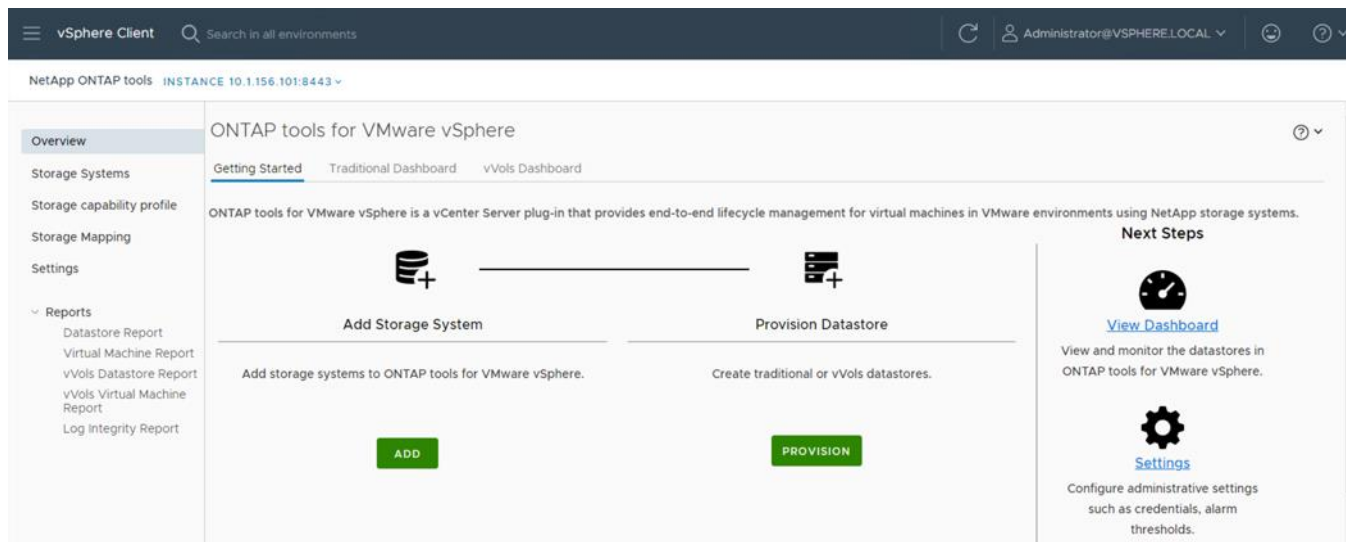 vSphere Client
Search in all environments
Administrator@VSPHERE.LOCAL
NetApp ONTAP tools INSTANCE 10.1.156.101:8443
Overview
Storage Systems
Storage capability profile
Storage Mapping
Settings
Reports
Datastore Report
Virtual Machine Report
vVols Datastore Report
vVols Virtual Machine
Report
Log Integrity Report
ONTAP tools for VMware vSphere
Getting Started Traditional Dashboard vVols Dashboard
ONTAP tools for VMware vSphere is a vCenter Server plug-in that provides end-to-end lifecycle management for virtual machines in VMware environments using NetApp storage systems.
Add Storage System
Add storage systems to ONTAP tools for VMware vSphere.
ADD
Provision Datastore
Create traditional or vVols datastores.
PROVISION
Next Steps
View Dashboard
View and monitor the datastores in
ONTAP tools for VMware vSphere.
Settings
Configure administrative settings
such as credentials, alarm
thresholds.